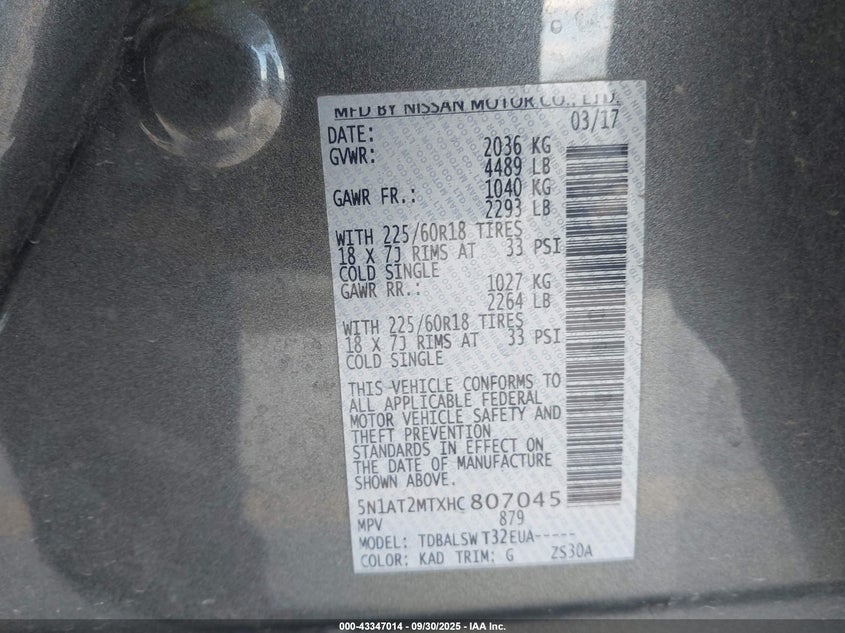 MFD BY NISSAN MOTOR CO., LTD.
DATE: 03/17
GVWR: 2036 KG
4489 LB
GAWR FR.: 1040 KG
2293 LB
WITH 225/60R18 TIRES
18 X 7J RIMS AT 33 PSI
COLD SINGLE
GAWR RR.: 1027 KG
2264 LB
WITH 225/60R18 TIRES
18 X 7J RIMS AT 33 PSI
COLD SINGLE
THIS VEHICLE CONFORMS TO
ALL APPLICABLE FEDERAL
MOTOR VEHICLE SAFETY AND
THEFT PREVENTION
STANDARDS IN EFFECT ON
THE DATE OF MANUFACTURE
SHOWN ABOVE.
5N1AT2MTXHC 807045
MPV 879
MODEL: TDBALSW T32EUA-----
COLOR: KAD TRIM: G ZS30A
000-43347014 - 09/30/2025 - IAA Inc.